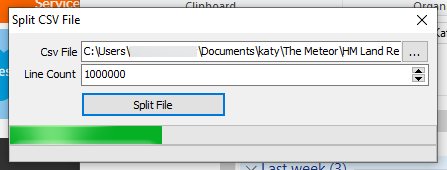 Service
Clipboard
Organ
Split CSV File
Csv File C:\Users\ \Documents\katy\The Meteor\HM Land Re ...
Line Count 1000000
Split File
Last week (3)